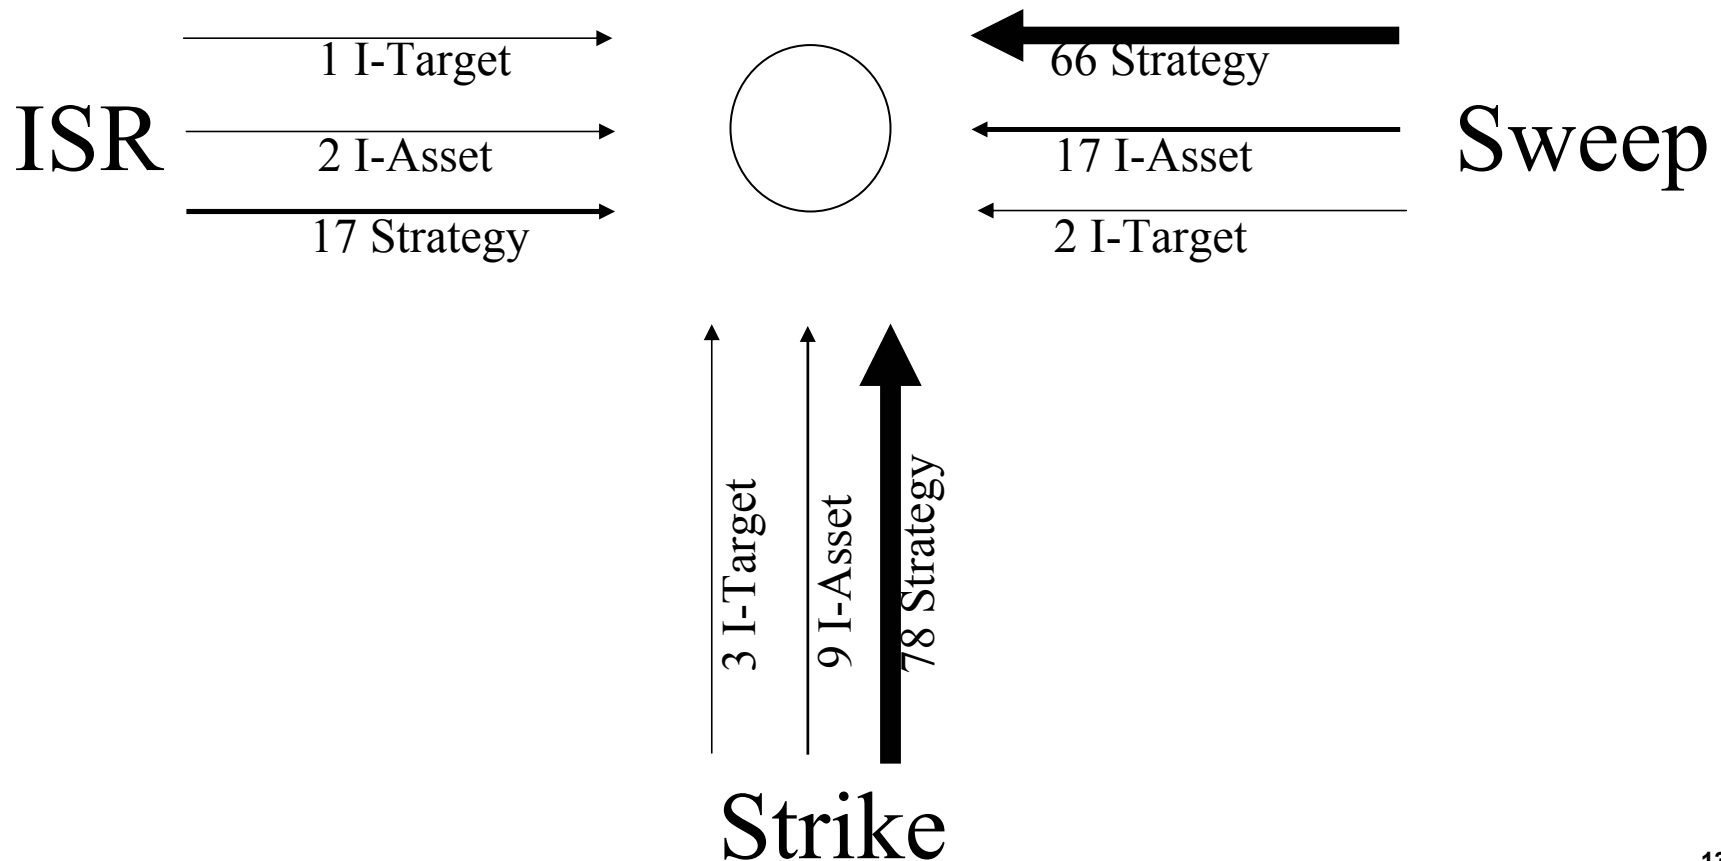 1 I-Target
ISR
2 I-Asset
17 Strategy
66 Strategy
17 I-Asset
Sweep
2 I-Target
3 I-Target
9 I-Asset
78 Strategy
Strike